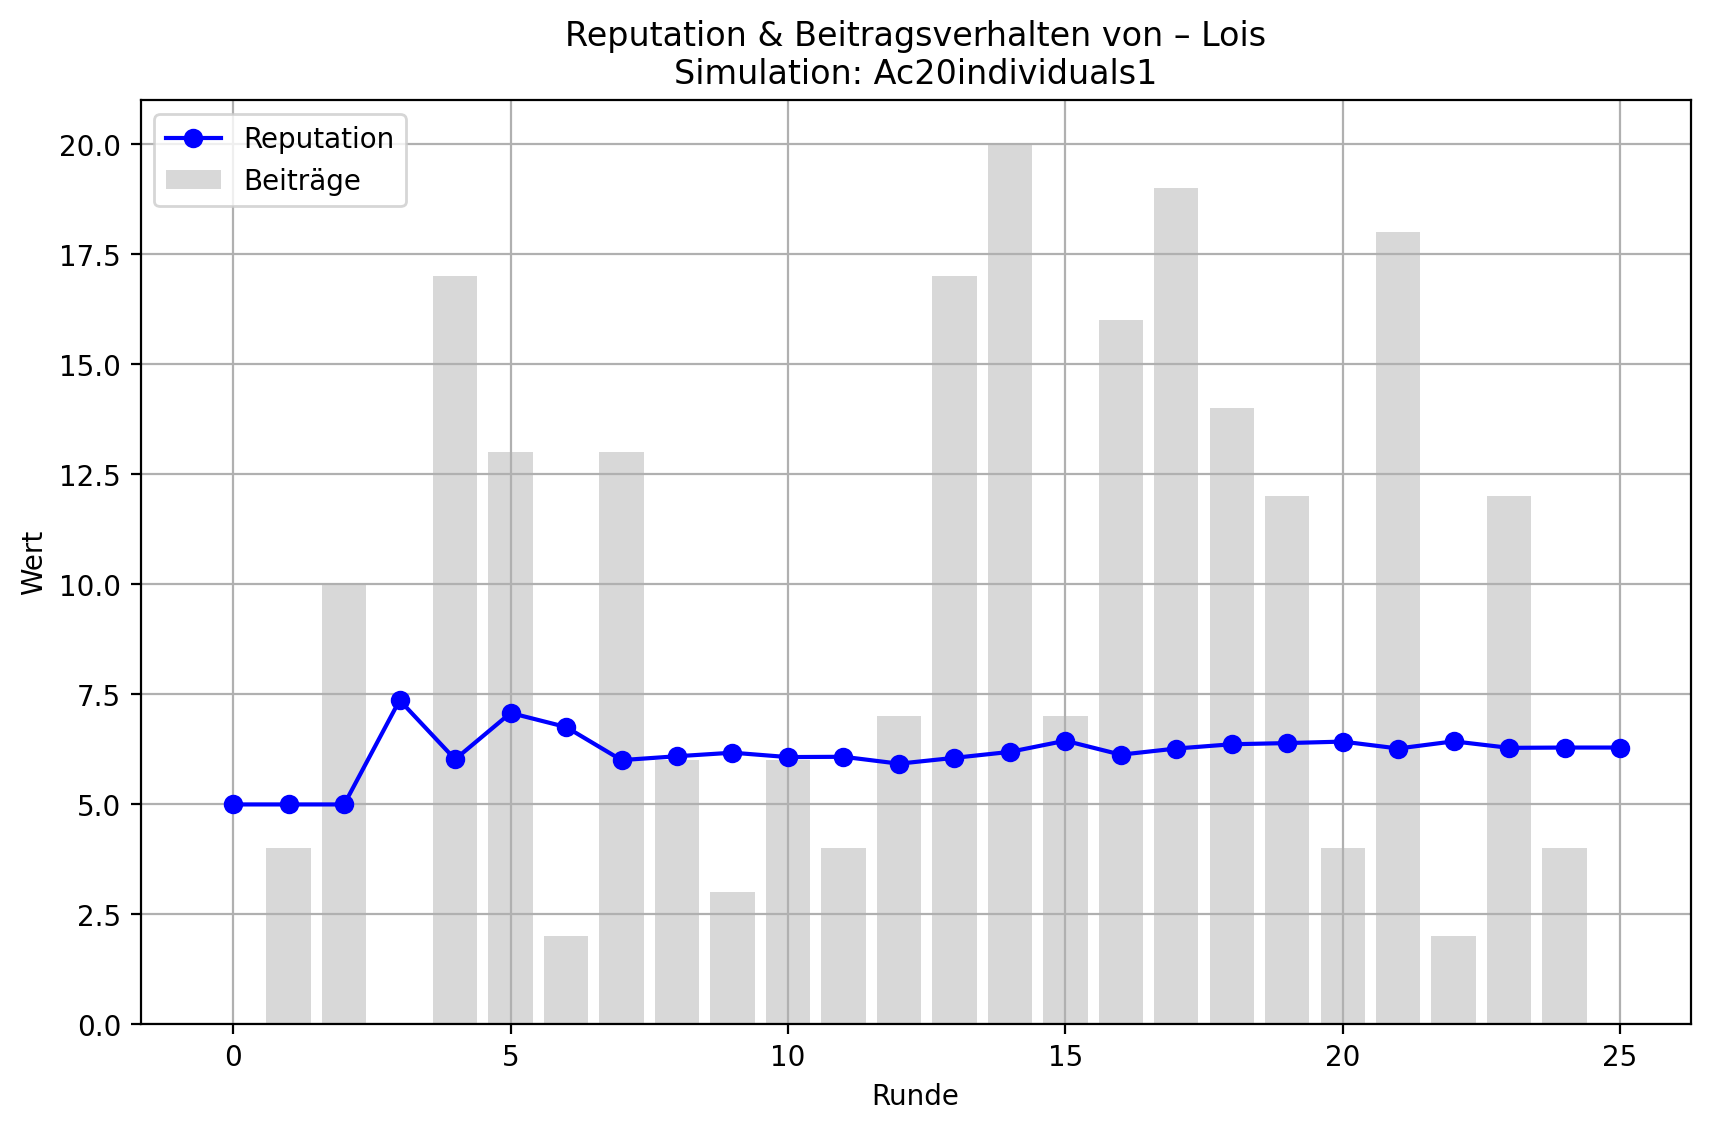 Reputation & Beitragsverhalten von – Lois
Simulation: Ac20individuals1
Reputation
Beiträge
20.0
17.5
15.0
12.5
10.0
7.5
5.0
2.5
0.0
Wert
0 5 10 15 20 25
Runde